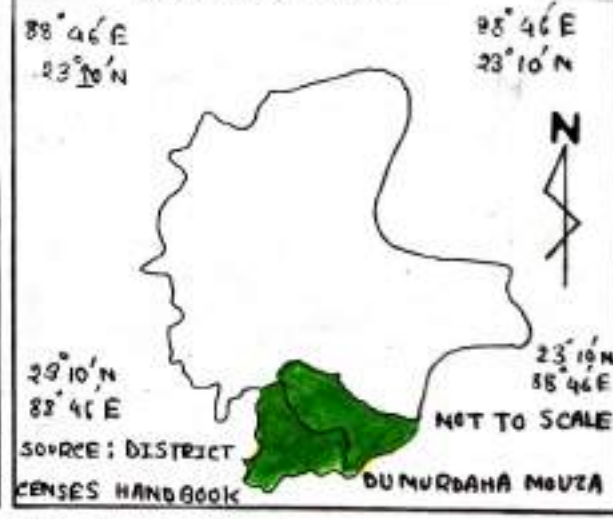 88° 46' E
98° 46' E
23° 10' N
23° 10' N
N
23° 10' N
88° 46' E
23° 10' N
88° 46' E
NOT TO SCALE
SOURCE : DISTRICT
CENSES HANDBOOK
DUMURDAHA MOUZA